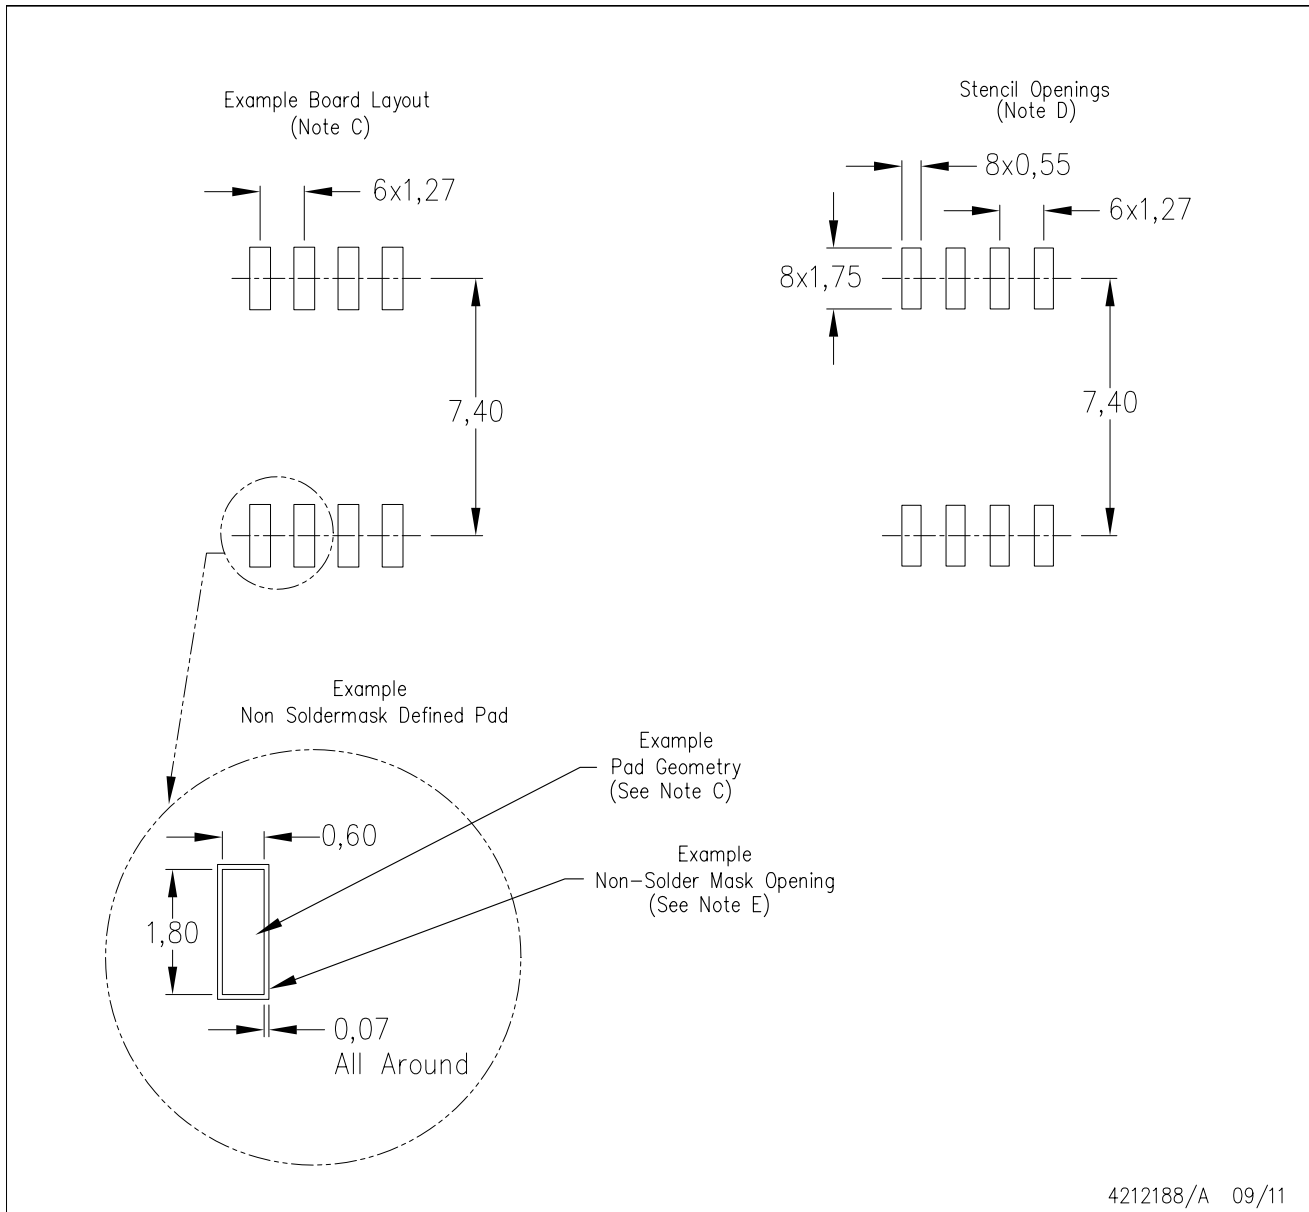 Example Board Layout
(Note C)
6x1,27
7,40
Stencil Openings
(Note D)
8x0,55
6x1,27
8x1,75
7,40
Example
Non Soldermask Defined Pad
Example
Pad Geometry
(See Note C)
0,60
Example
Non-Solder Mask Opening
(See Note E)
1,80
0,07
All Around
4212188/A 09/11